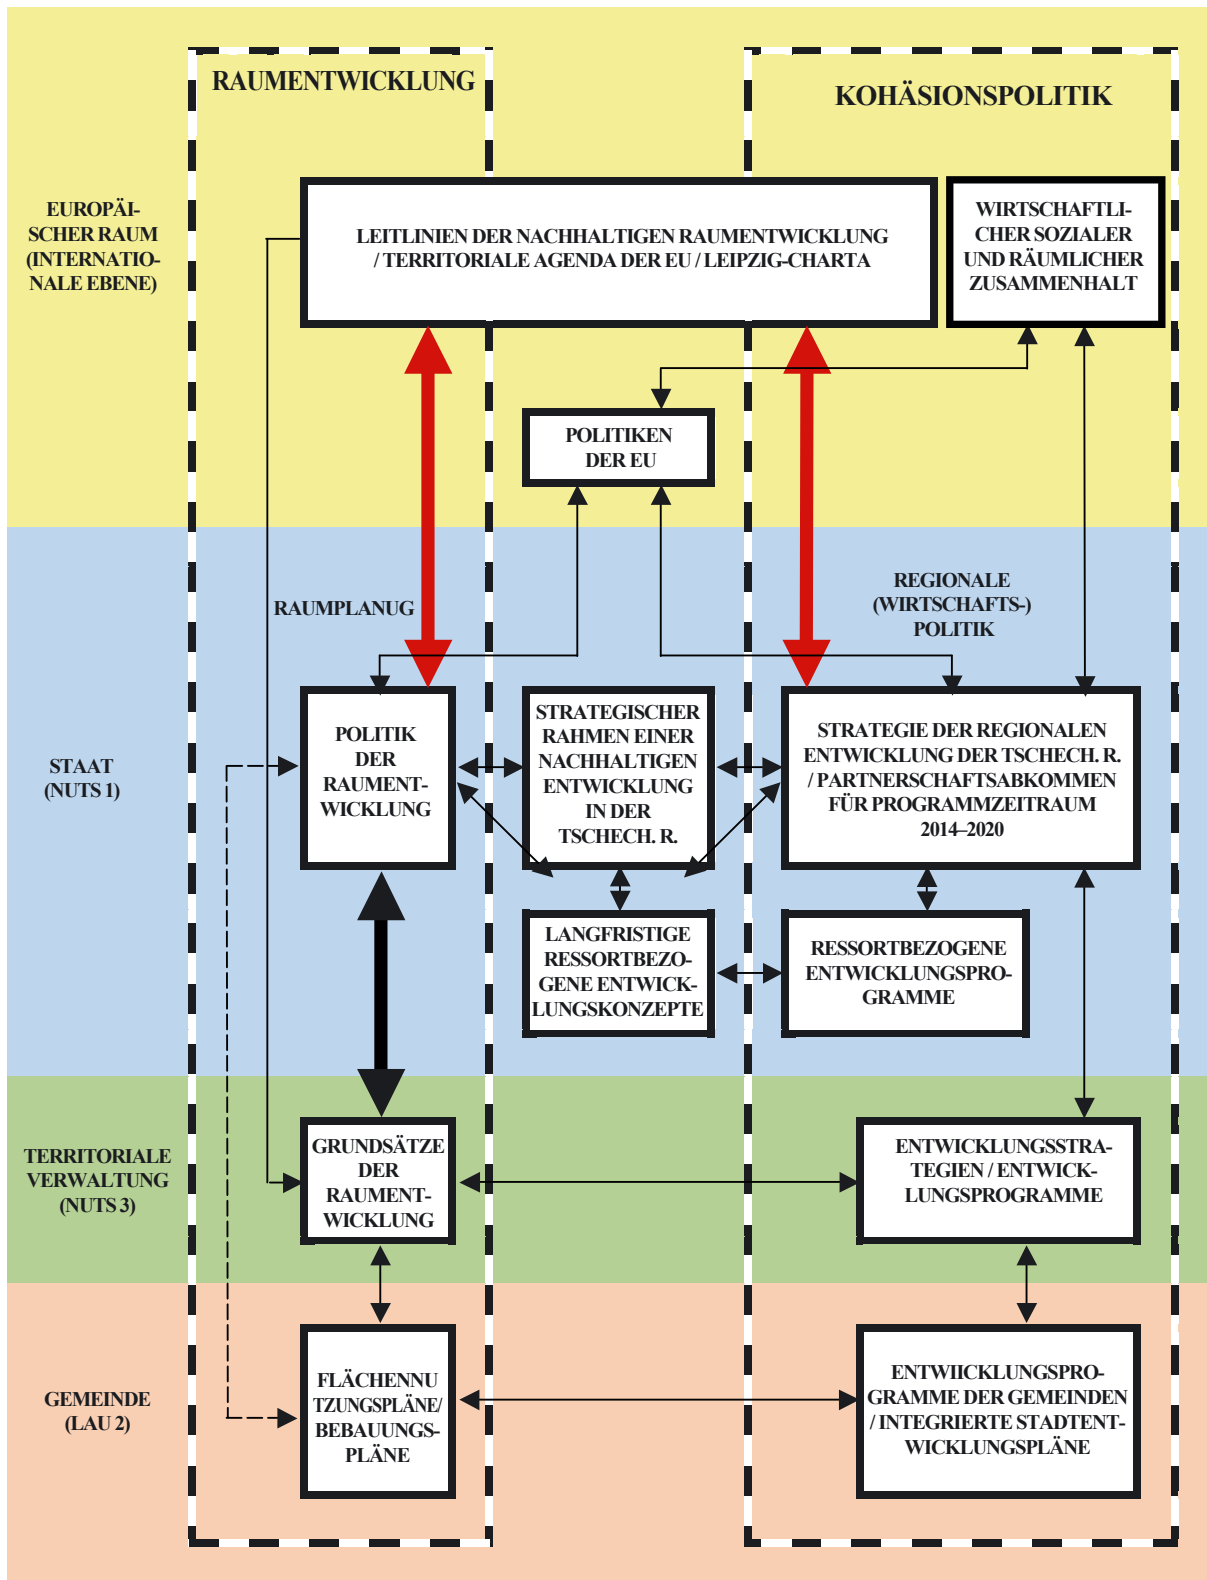 RAUMENTWICKLUNG
KOHÄSIONSPOLITIK
EUROPÄI-
SCHER RAUM
(INTERNATIO-
NALE EBENE)
LEITLINIEN DER NACHHALTIGEN RAUMENTWICKLUNG
/ TERRITORIALE AGENDA DER EU / LEIPZIG-CHARTA
WIRTSCHAFTLI-
CHER SOZIALER
UND RÄUMLICHER
ZUSAMMENHALT
POLITIKEN
DER EU
RAUMPLANUG
REGIONALE
(WIRTSCHAFTS-)
POLITIK
STAAT
(NUTS 1)
POLITIK
DER
RAUMENT-
WICKLUNG
STRATEGISCHER
RAHMEN EINER
NACHHALTIGEN
ENTWICKLUNG
IN DER
TSCHECH. R.
STRATEGIE DER REGIONALEN
ENTWICKLUNG DER TSCHECH. R.
/ PARTNERSCHAFTSABKOMMEN
FÜR PROGRAMMZEITRAUM
2014–2020
LANGFRISTIGE
RESSORTBEZO-
GENE ENTWICK-
LUNGSKONZEPTE
RESSORTBEZOGENE
ENTWICKLUNGSPRO-
GRAMME
TERRITORIALE
VERWALTUNG
(NUTS 3)
GRUNDSÄTZE
DER
RAUMENT-
WICKLUNG
ENTWICKLUNGSSTRA-
TEGIEN / ENTWICK-
LUNGSPROGRAMME
GEMEINDE
(LAU 2)
FLÄCHENNU
TZUNGSPLÄNE/
BEBAUUNGS-
PLÄNE
ENTWIICKLUNGSPRO-
GRAMME DER GEMEINDEN
/ INTEGRIERTE STADTENT-
WICKLUNGSPLÄNE